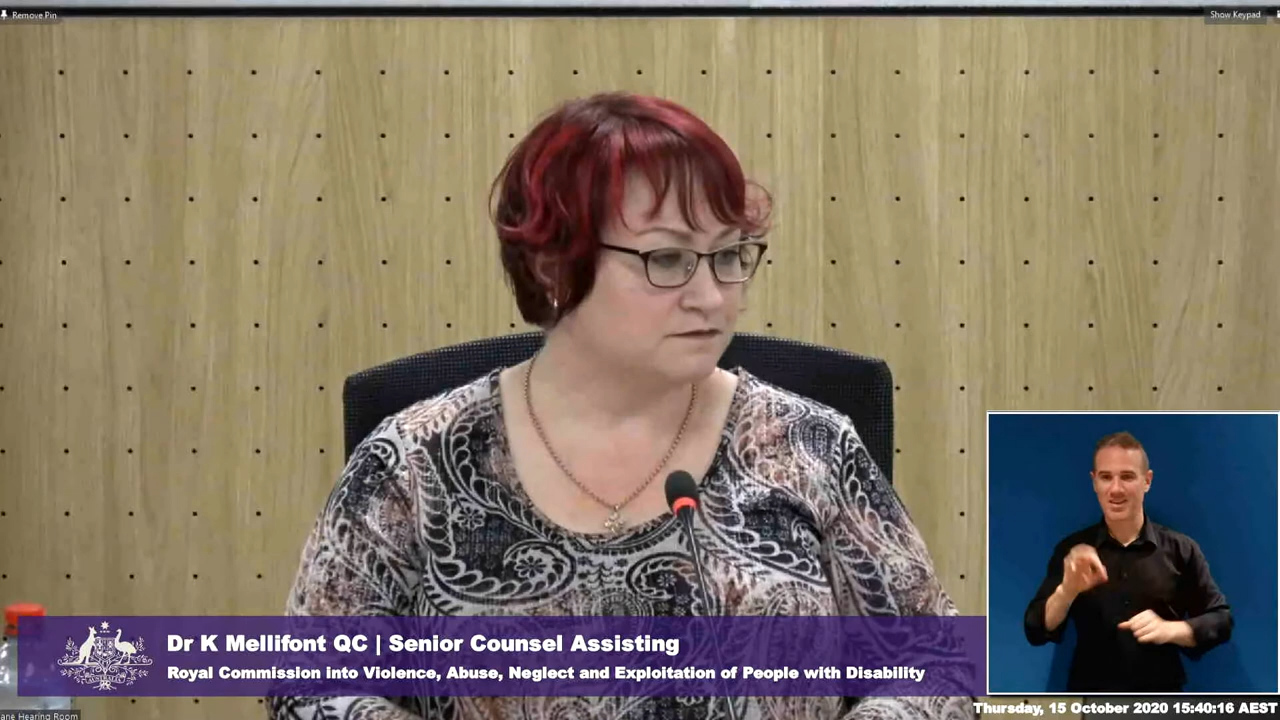 Remove Pin
Show Keypad
Dr K Mellifont QC | Senior Counsel Assisting
Royal Commission into Violence, Abuse, Neglect and Exploitation of People with Disability
AUSTRALIA
Thursday, 15 October 2020 15:40:16 AEST
ane Hearing Room